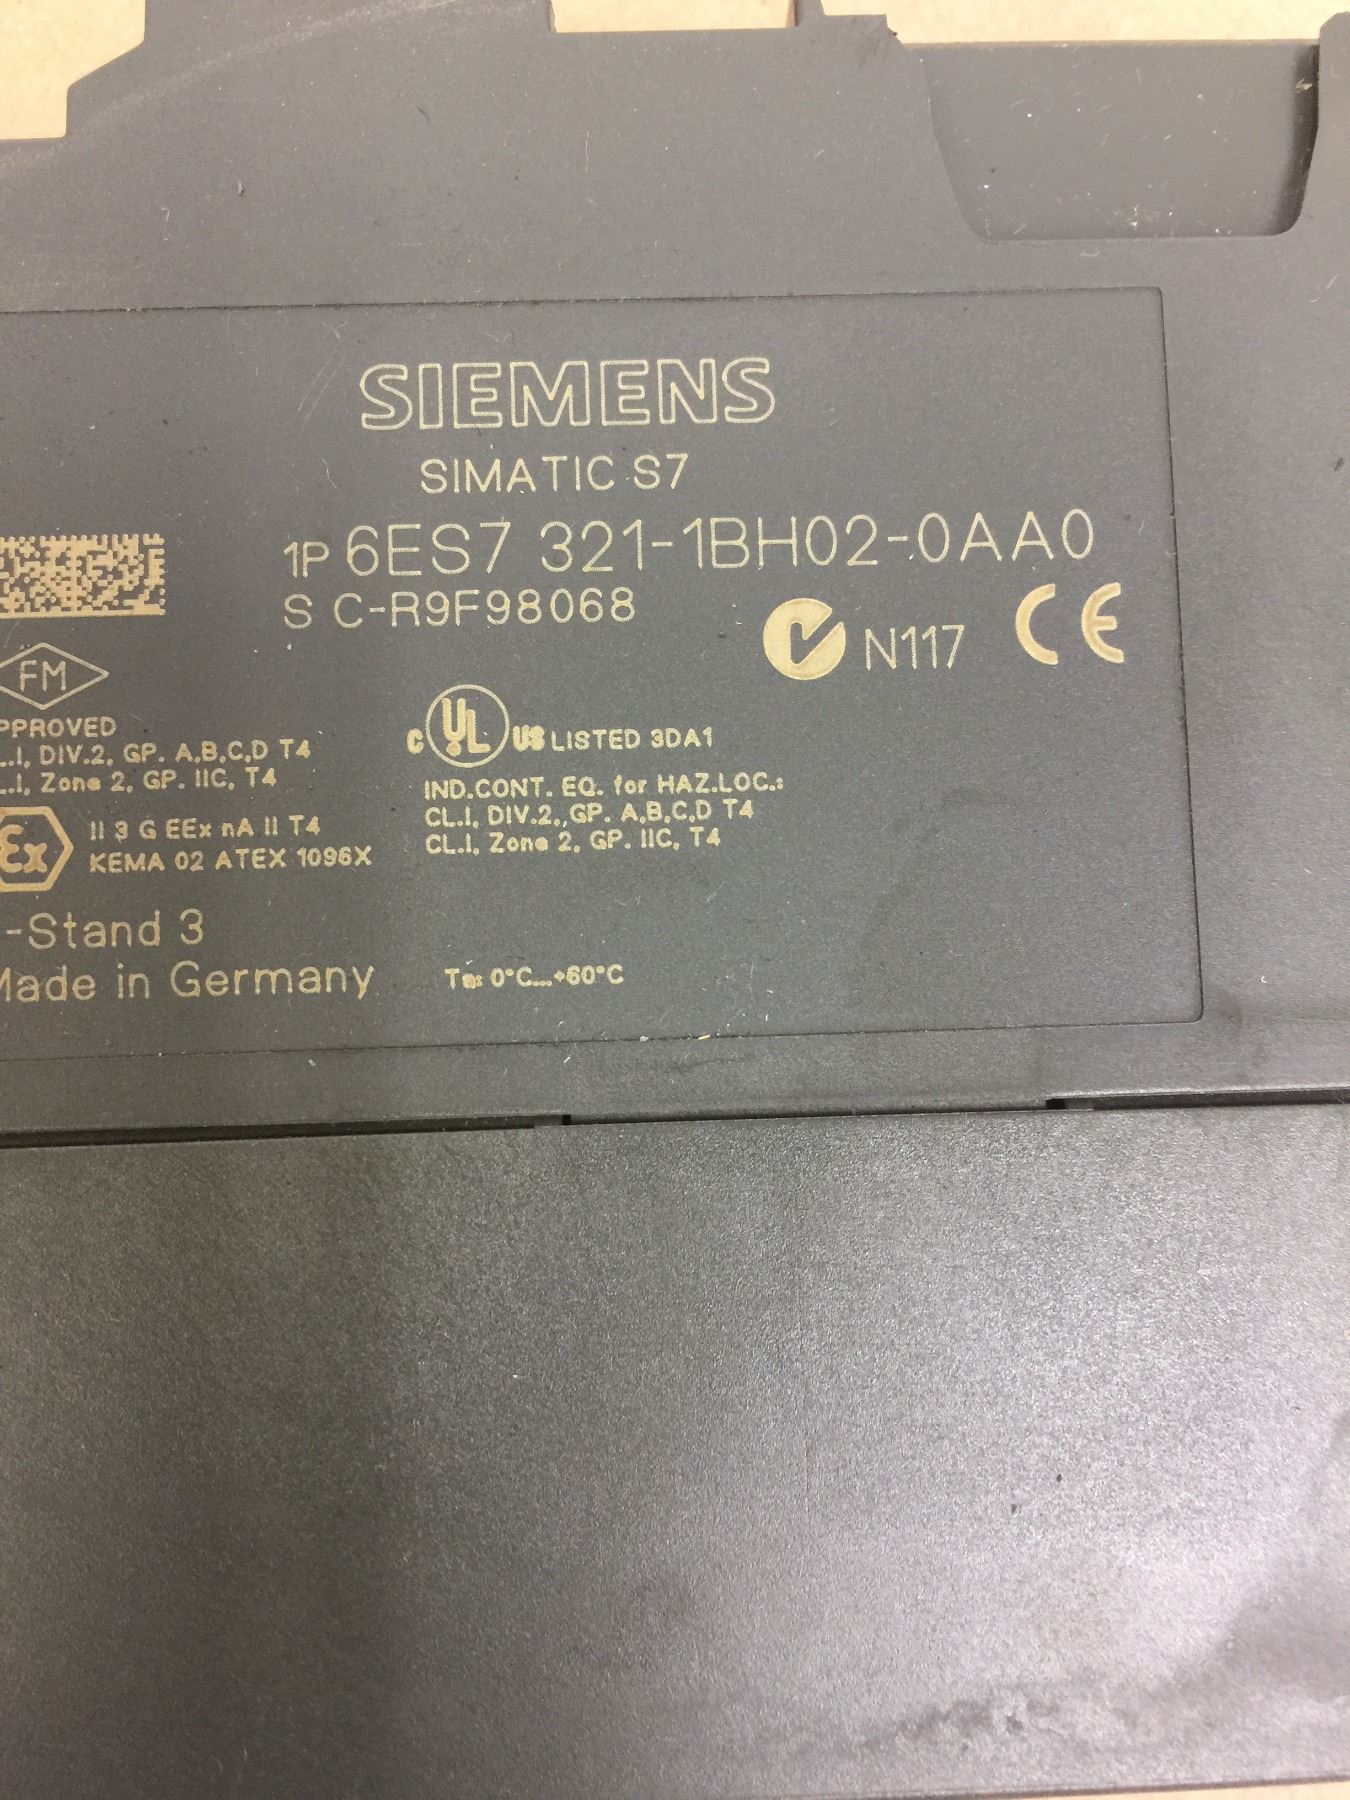 SIEMENS
SIMATIC S7
1P 6ES7 321-1BH02-0AA0
S C-R9F98068
N117 CE
FM
PPROVED
L.I, DIV.2, GP. A,B,C,D T4
L.I, Zone 2, GP. IIC, T4
Ex II 3 G EEx nA II T4
KEMA 02 ATEX 1096X
-Stand 3
Made in Germany
C UL US LISTED 3DA1
IND.CONT. EQ. for HAZ.LOC.:
CL.I, DIV.2, GP. A,B,C,D T4
CL.I, Zone 2, GP. IIC, T4
Ta: 0°C...+60°C